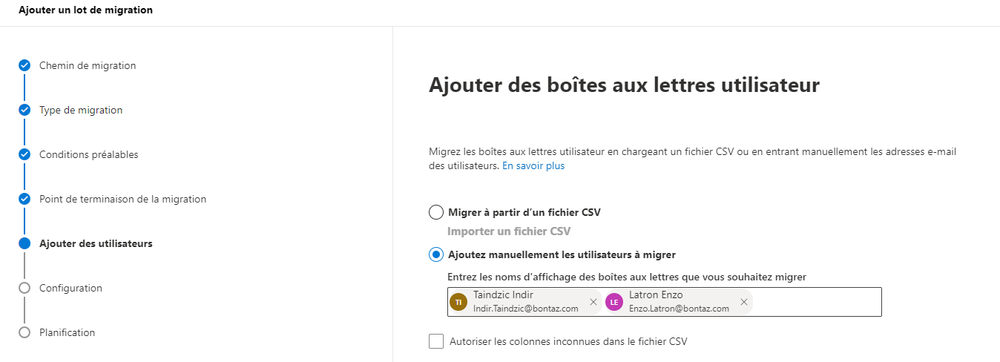 Ajouter un lot de migration
Chemin de migration
Type de migration
Conditions préalables
Point de terminaison de la migration
Ajouter des utilisateurs
Configuration
Planification
Ajouter des boîtes aux lettres utilisateur
Migrez les boîtes aux lettres utilisateur en chargeant un fichier CSV ou en entrant manuellement les adresses e-mail
des utilisateurs. En savoir plus
Migrer à partir d’un fichier CSV
Importer un fichier CSV
Ajoutez manuellement les utilisateurs à migrer
Entrez les noms d'affichage des boîtes aux lettres que vous souhaitez migrer
TI Taindzic Indir
Indir.Taindzic@bontaz.com
LE Latron Enzo
Enzo.Latron@bontaz.com
Autoriser les colonnes inconnues dans le fichier CSV